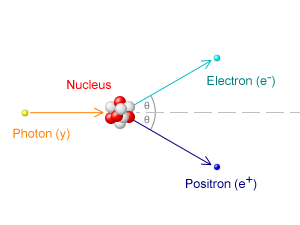 Electron (e⁻)
Nucleus
θ
θ
Photon (y)
Positron (e⁺)